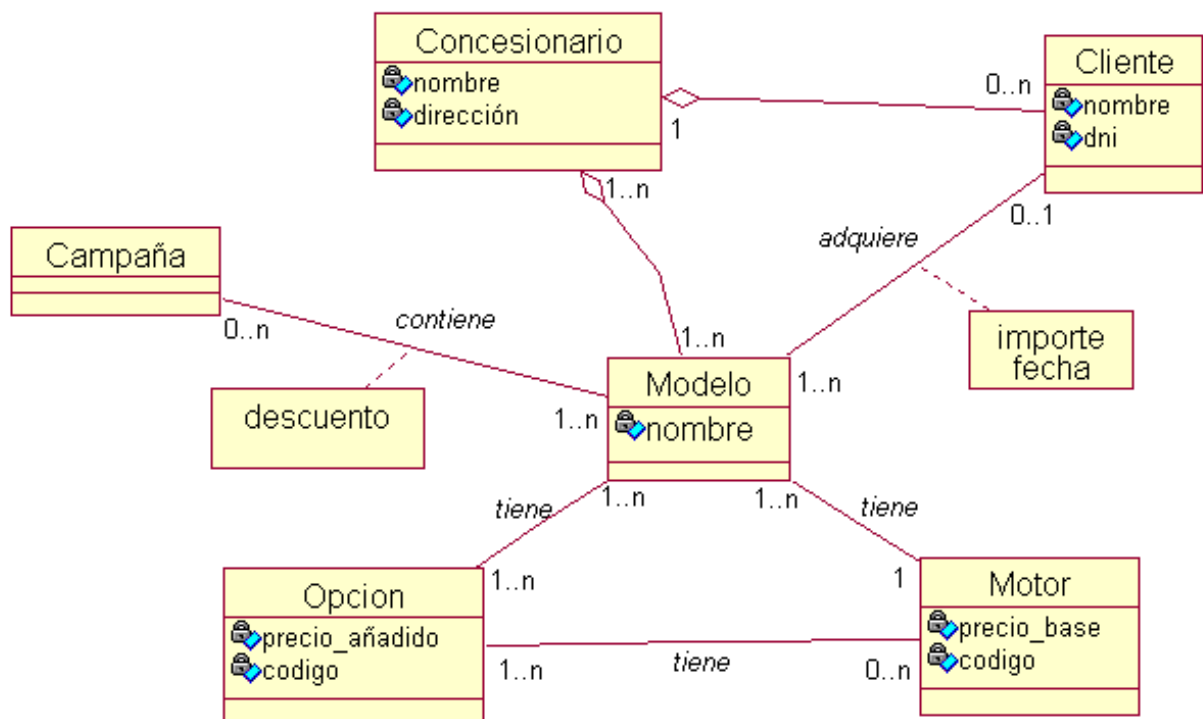 Concesionario
nombre
dirección
1
0..n
Cliente
nombre
dni
1..n
0..1
adquiere
importe
fecha
Campaña
0..n
contiene
descuento
1..n
1..n
1..n
Modelo
nombre
1..n
1..n
tiene
tiene
1..n
1
Opcion
precio_añadido
codigo
1..n
tiene
0..n
Motor
precio_base
codigo